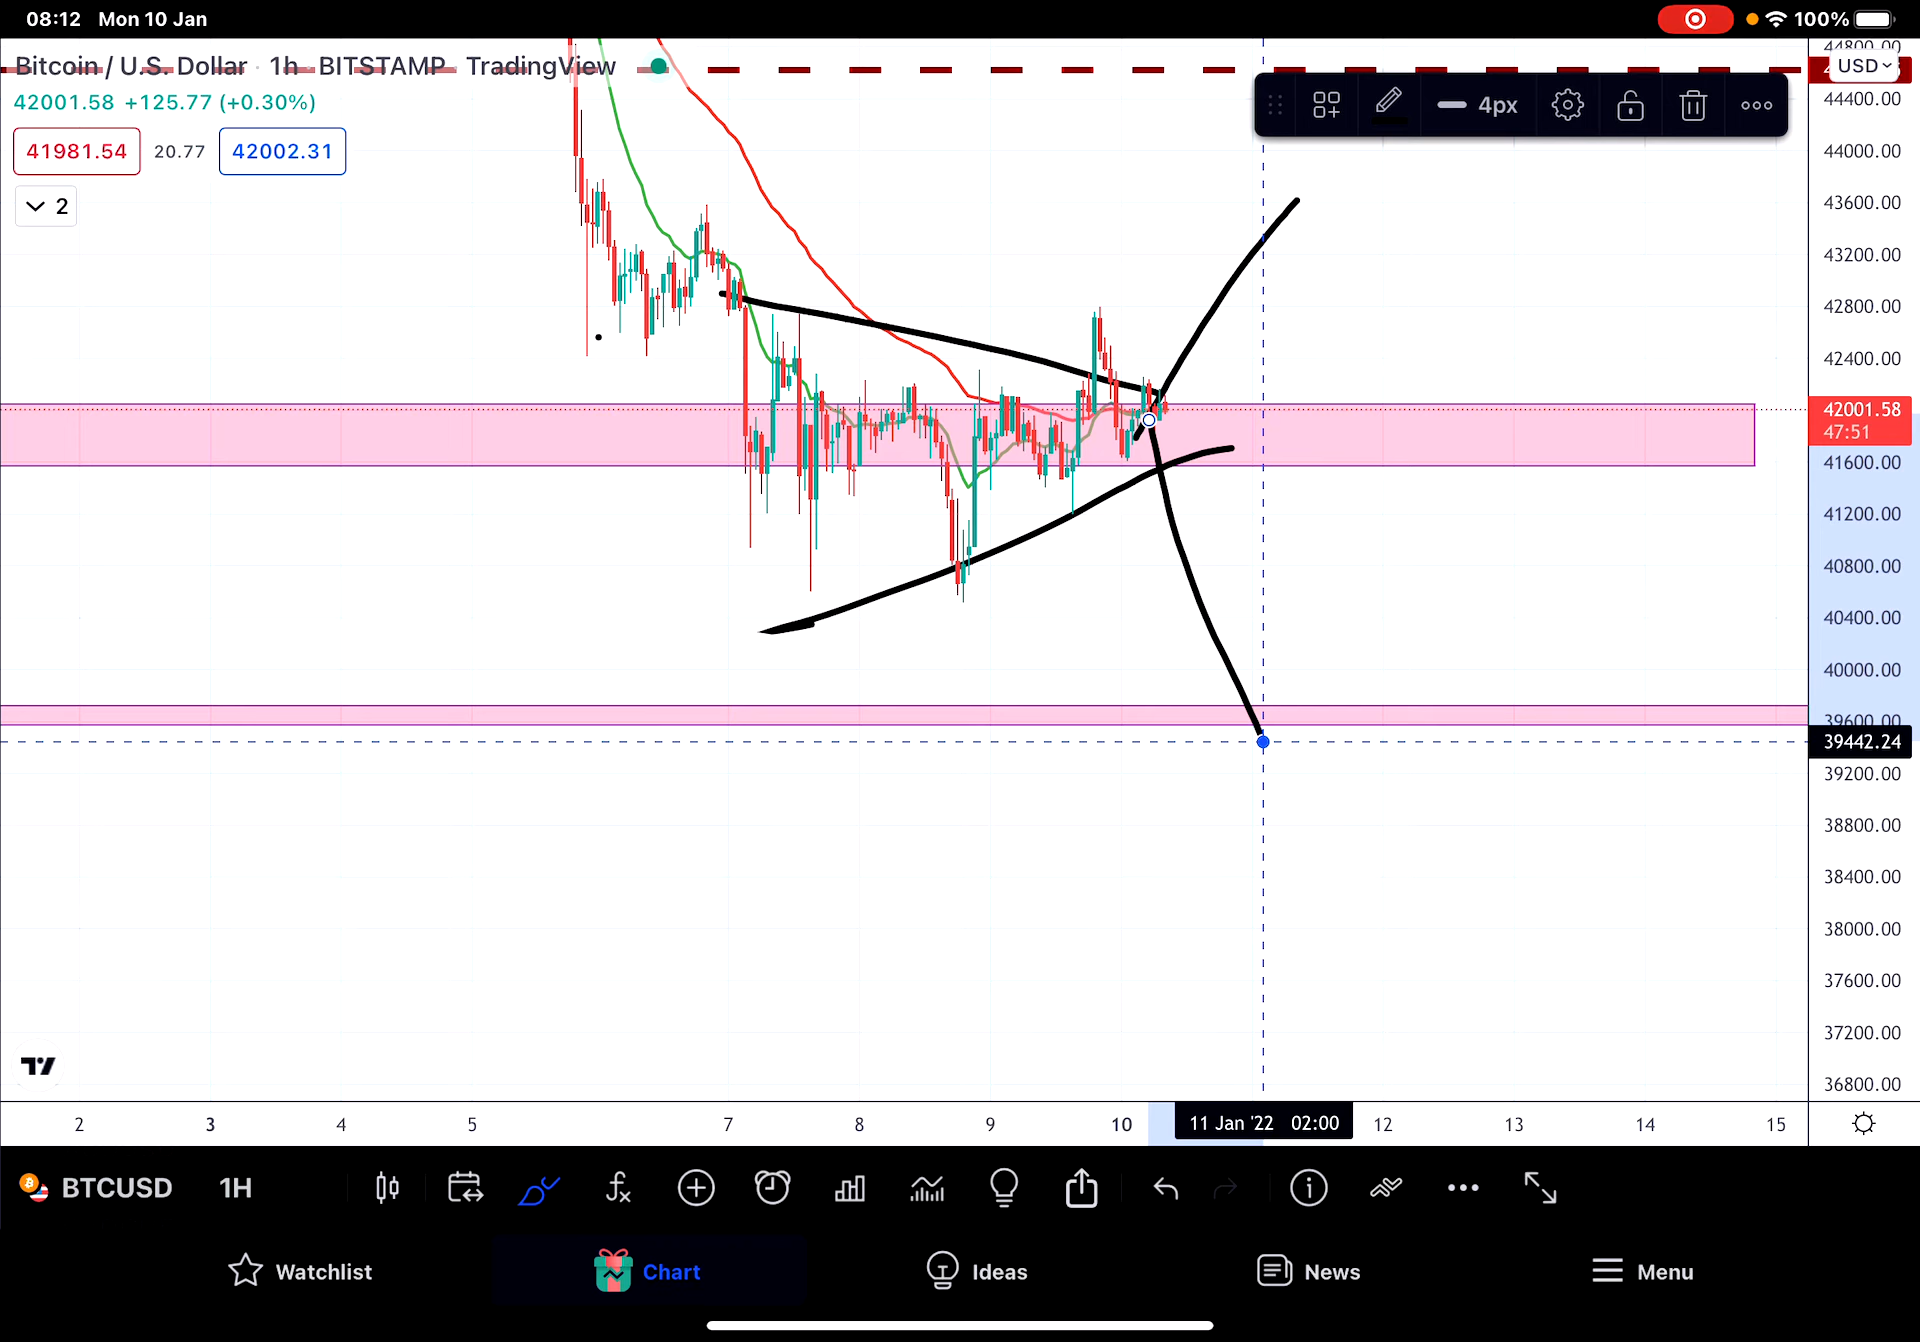 08:12 Mon 10 Jan
100%
Bitcoin / U.S. Dollar · 1h · BITSTAMP · TradingView
42001.58 +125.77 (+0.30%)
41981.54 20.77 42002.31
2
4px
USD
44800.00
44400.00
44000.00
43600.00
43200.00
42800.00
42400.00
42001.58
47:51
41600.00
41200.00
40800.00
40400.00
40000.00
39600.00
39442.24
39200.00
38800.00
38400.00
38000.00
37600.00
37200.00
36800.00
2 3 4 5 7 8 9 10 11 Jan '22 02:00 12 13 14 15
BTCUSD 1H
Watchlist Chart Ideas News Menu